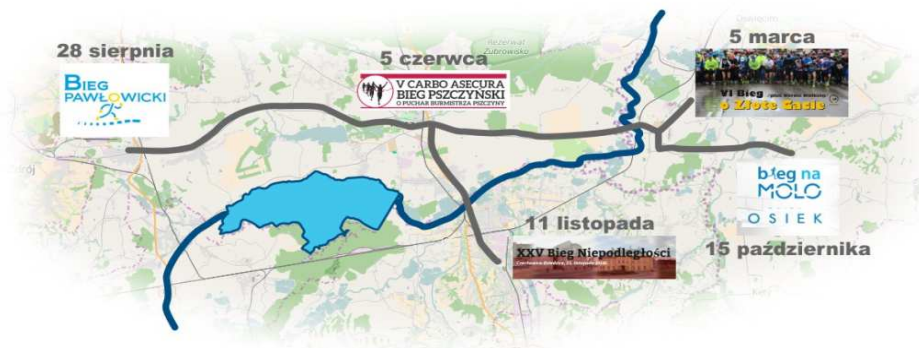 28 sierpnia
BIEG
PAWŁOWICKI
5 czerwca
V CARBO ASECURA
BIEG PSZCZYŃSKI
O PUCHAR BURMISTRZA PSZCZYNY
5 marca
VI Bieg
o Złote Gacie
bieg na
MOLO
OSIEK
15 października
11 listopada
XXV Bieg Niepodległości